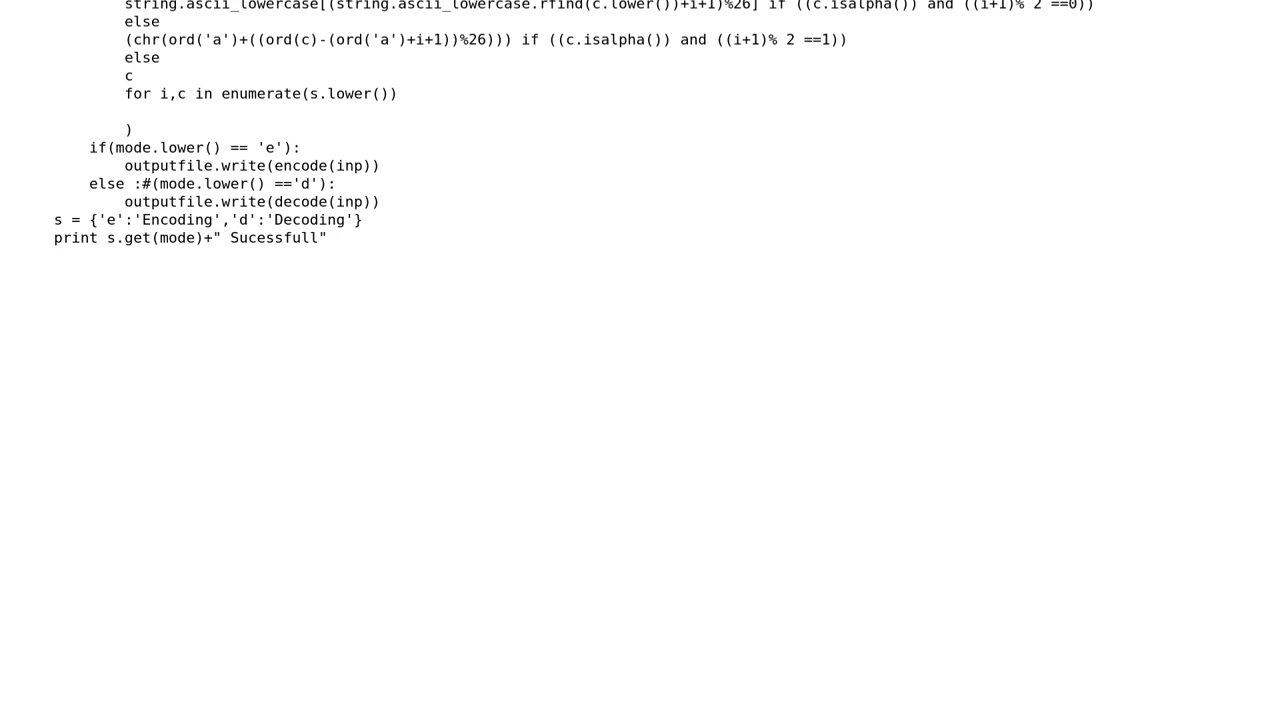 string.ascii_lowercase[(string.ascii_lowercase.rfind(c.lower())+i+1)%26] if ((c.isalpha()) and ((i+1)% 2 ==0))
else
(chr(ord('a')+((ord(c)-(ord('a')+i+1))%26))) if ((c.isalpha()) and ((i+1)% 2 ==1))
else
c
for i,c in enumerate(s.lower())
)
if(mode.lower() == 'e'):
outputfile.write(encode(inp))
else :#(mode.lower() =='d'):
outputfile.write(decode(inp))
s = {'e':'Encoding','d':'Decoding'}
print s.get(mode)+" Sucessfull"